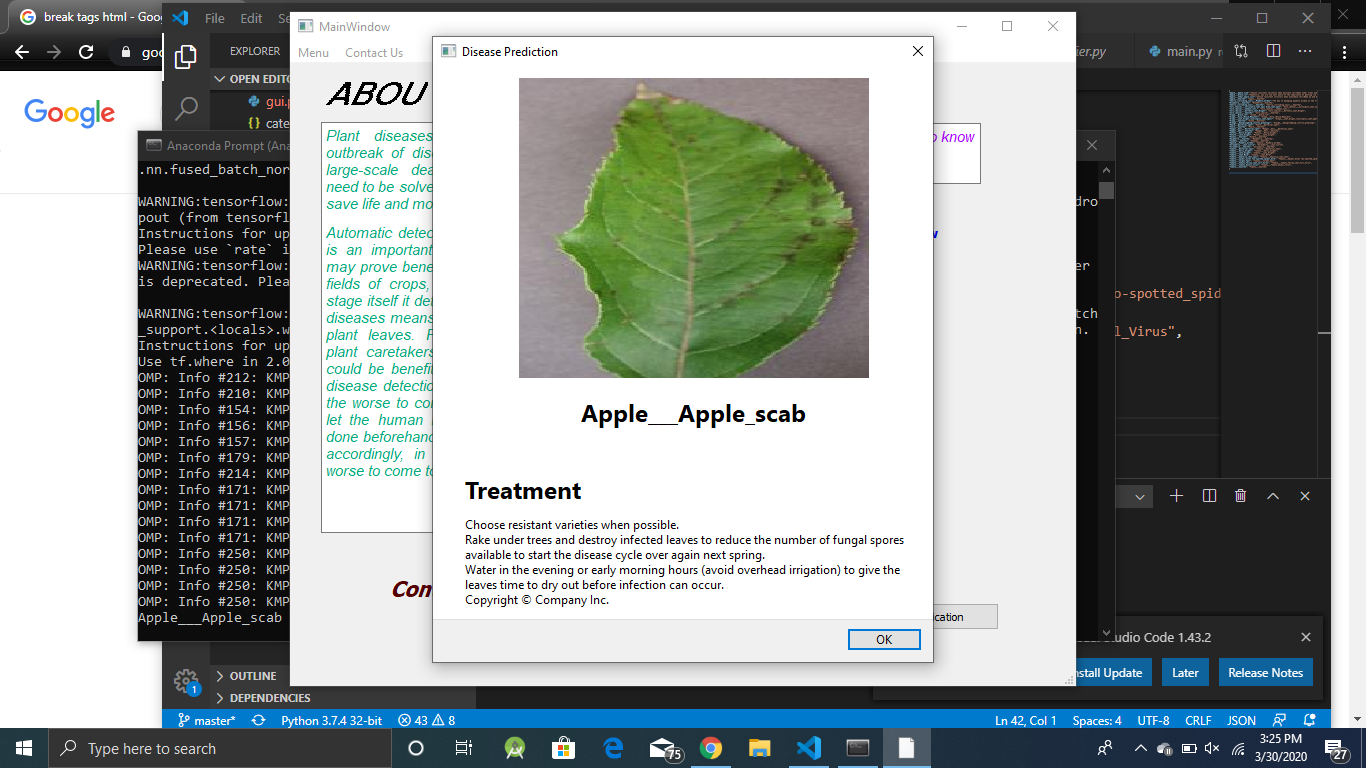 break tags html - Goo
File Edit Se
MainWindow
Menu Contact Us
Disease Prediction
goo
EXPLORER
ier.py
main.py
OPEN EDITO
gui.p
cate
Google
ABOU
Plant diseases
outbreak of dise
large-scale dea
need to be solve
save life and mo
Automatic detec
is an important
may prove bene
fields of crops,
stage itself it det
diseases means
plant leaves. P
plant caretakers
could be benefit
disease detectio
the worse to co
let the human
done beforehand
accordingly, in
worse to come to
o know
w
Anaconda Prompt (Ana
.nn.fused_batch_nor
WARNING:tensorflow:
dro
pout (from tensorfl
Instructions for up
Please use `rate` i
WARNING:tensorflow:
er
is deprecated. Plea
WARNING:tensorflow:
tch
_support.<locals>.w
n.
Instructions for up
Use tf.where in 2.0
OMP: Info #212: KMP
OMP: Info #210: KMP
OMP: Info #154: KMP
OMP: Info #156: KMP
OMP: Info #157: KMP
OMP: Info #179: KMP
OMP: Info #214: KMP
OMP: Info #171: KMP
OMP: Info #171: KMP
OMP: Info #171: KMP
OMP: Info #171: KMP
OMP: Info #250: KMP
OMP: Info #250: KMP
OMP: Info #250: KMP
OMP: Info #250: KMP
Apple___Apple_scab
o-spotted_spid
l_Virus",
Apple___Apple_scab
Treatment
Choose resistant varieties when possible.
Rake under trees and destroy infected leaves to reduce the number of fungal spores
available to start the disease cycle over again next spring.
Water in the evening or early morning hours (avoid overhead irrigation) to give the
leaves time to dry out before infection can occur.
Copyright © Company Inc.
OK
Con
ication
tudio Code 1.43.2
nstall Update Later Release Notes
1
OUTLINE
DEPENDENCIES
master* Python 3.7.4 32-bit 43 8 Ln 42, Col 1 Spaces: 4 UTF-8 CRLF JSON
Type here to search
75
3:25 PM
3/30/2020
27